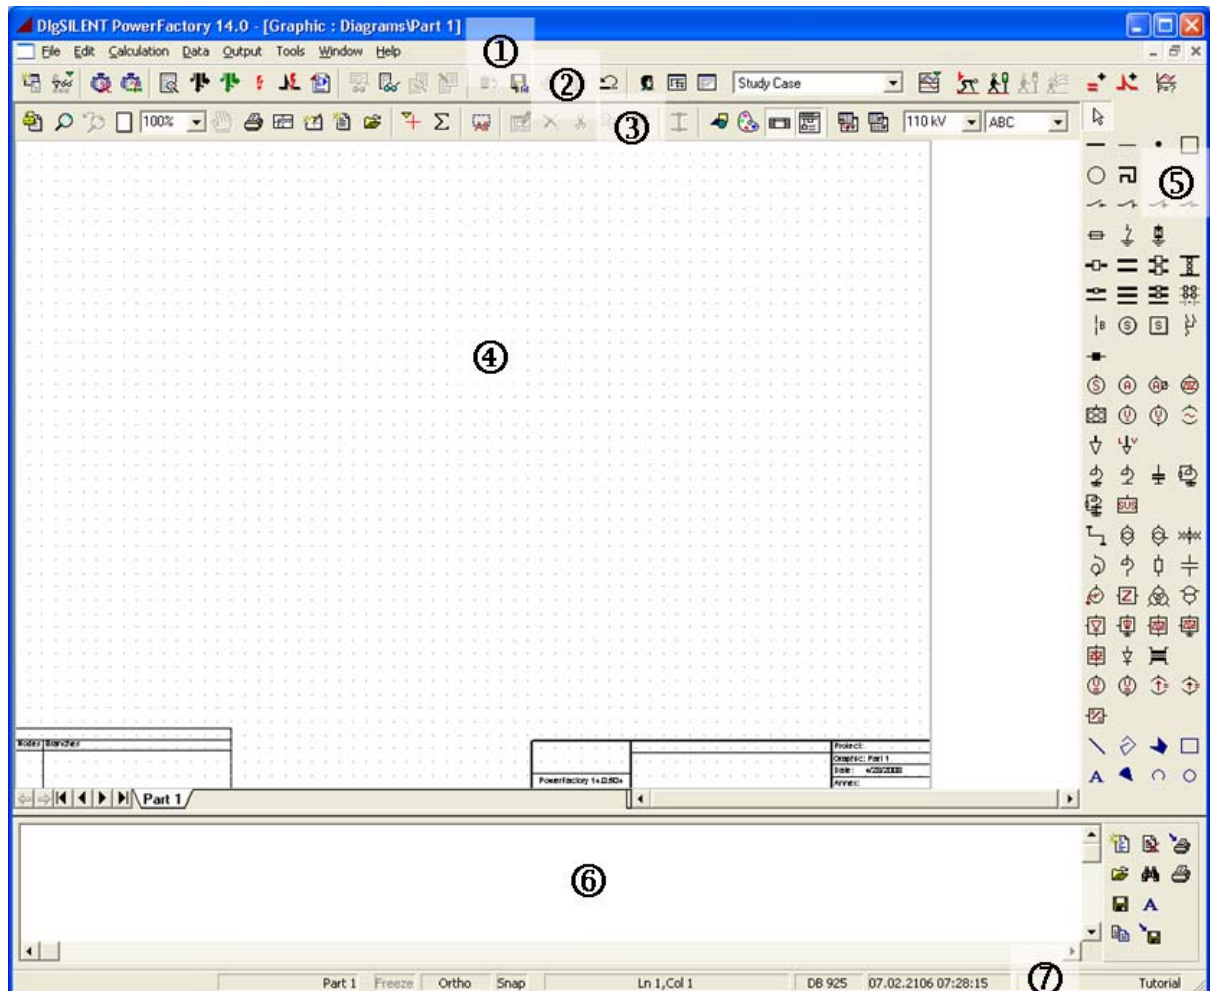 DIgSILENT PowerFactory 14.0 - [Graphic : Diagrams\Part 1]
File Edit Calculation Data Output Tools Window Help
①
②
Study Case
100%
③
110 kV
ABC
④
⑤
Nodes Branches
PowerFactory 14.0.504
Project:
Graphic: Part 1
Date:
Annex:
Part 1
⑥
Part 1 Freeze Ortho Snap Ln 1,Col 1 DB 925 07.02.2106 07:28:15 ⑦ Tutorial